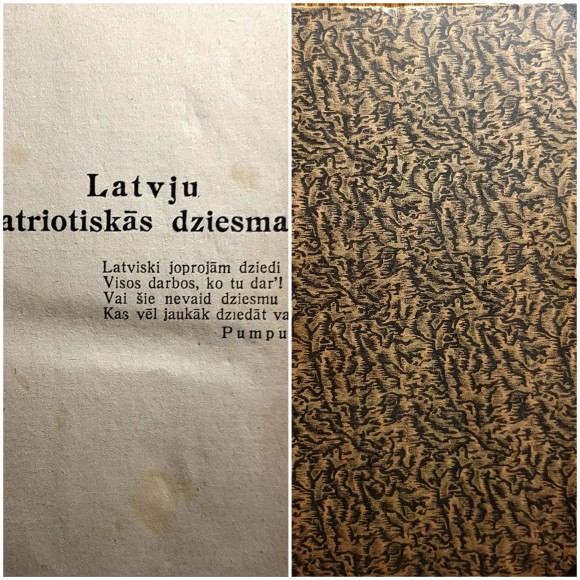 Latvju
atriotiskās dziesma
Latviski joprojām dziedi
Visos darbos, ko tu dar'!
Vai šie nevaid dziesmu
Kas vēl jaukāk dziedāt va
Pumpu